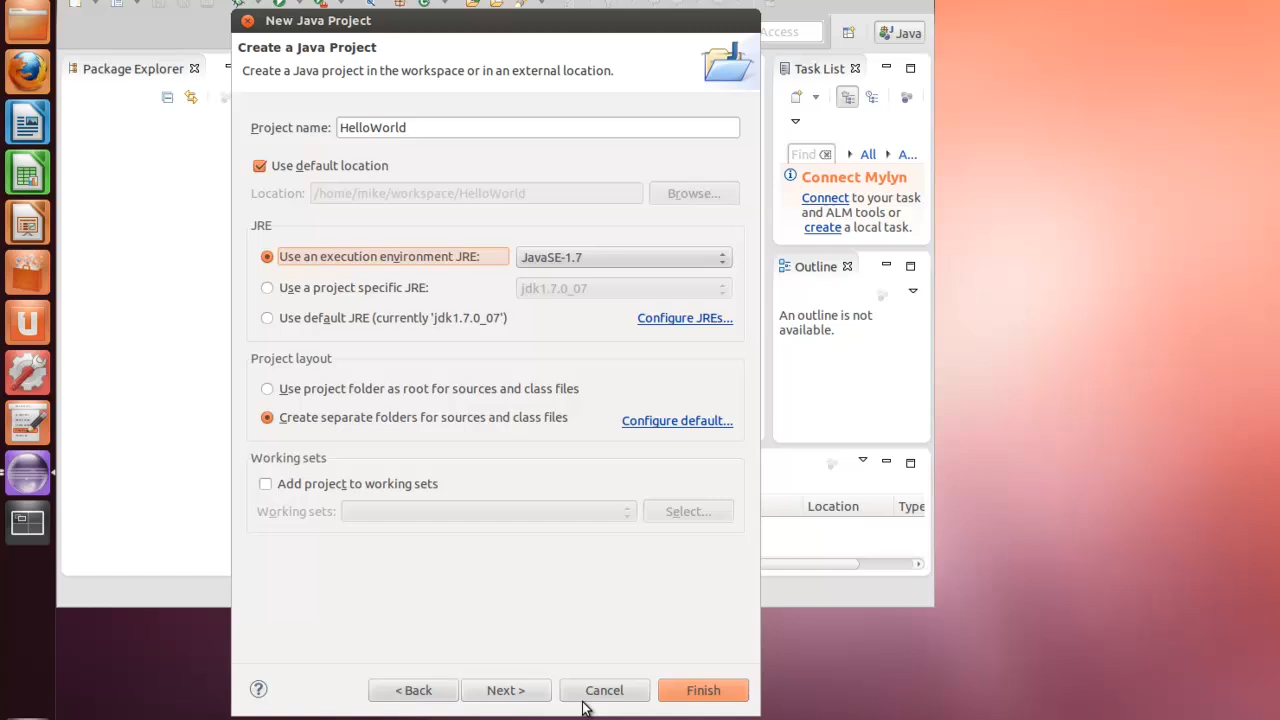 New Java Project
Create a Java Project
Create a Java project in the workspace or in an external location.
Project name: HelloWorld
Use default location
Location: /home/mike/workspace/HelloWorld Browse...
JRE
Use an execution environment JRE: JavaSE-1.7
Use a project specific JRE: jdk1.7.0_07
Use default JRE (currently 'jdk1.7.0_07') Configure JREs...
Project layout
Use project folder as root for sources and class files
Create separate folders for sources and class files Configure default...
Working sets
Add project to working sets
Working sets: Select...
< Back Next > Cancel Finish
Package Explorer
Access
Java
Task List
Find All A...
Connect Mylyn
Connect to your task
and ALM tools or
create a local task.
Outline
An outline is not
available.
Location Type